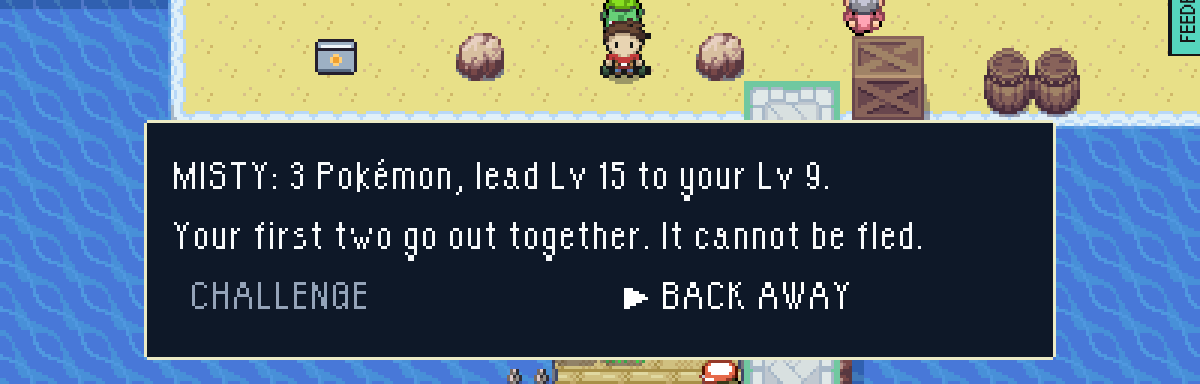 MISTY: 3 Pokémon, lead Lv 15 to your Lv 9.
Your first two go out together. It cannot be fled.
CHALLENGE
▶ BACK AWAY